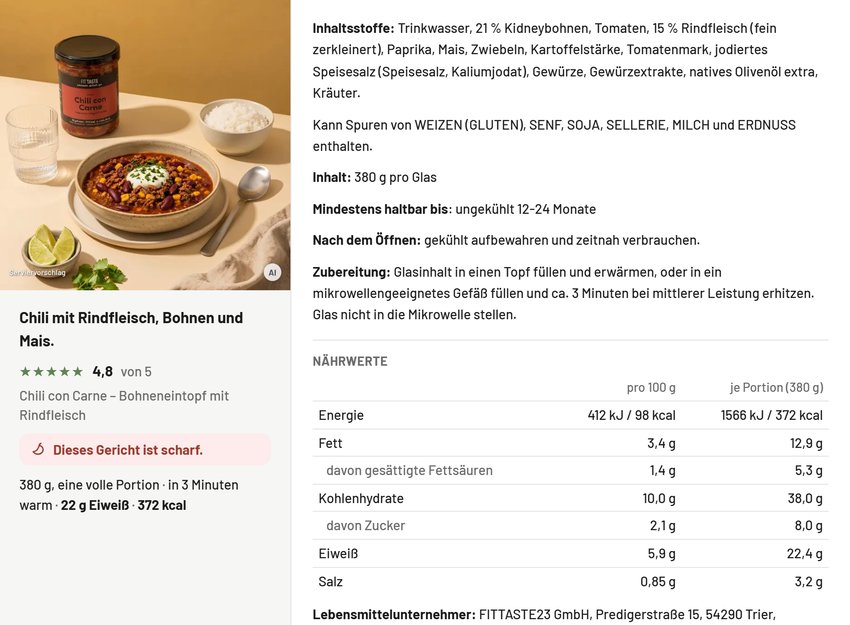 FIT TASTE
Chili con
Carne
Serviervorschlag
AI
Chili mit Rindfleisch, Bohnen und
Mais.
★★★★★ 4,8 von 5
Chili con Carne – Bohneneintopf mit
Rindfleisch
Dieses Gericht ist scharf.
380 g, eine volle Portion · in 3 Minuten
warm · 22 g Eiweiß · 372 kcal
Inhaltsstoffe: Trinkwasser, 21 % Kidneybohnen, Tomaten, 15 % Rindfleisch (fein
zerkleinert), Paprika, Mais, Zwiebeln, Kartoffelstärke, Tomatenmark, jodiertes
Speisesalz (Speisesalz, Kaliumjodat), Gewürze, Gewürzextrakte, natives Olivenöl extra,
Kräuter.
Kann Spuren von WEIZEN (GLUTEN), SENF, SOJA, SELLERIE, MILCH und ERDNUSS
enthalten.
Inhalt: 380 g pro Glas
Mindestens haltbar bis: ungekühlt 12-24 Monate
Nach dem Öffnen: gekühlt aufbewahren und zeitnah verbrauchen.
Zubereitung: Glasinhalt in einen Topf füllen und erwärmen, oder in ein
mikrowellengeeignetes Gefäß füllen und ca. 3 Minuten bei mittlerer Leistung erhitzen.
Glas nicht in die Mikrowelle stellen.
NÄHRWERTE
pro 100 g je Portion (380 g)
Energie 412 kJ / 98 kcal 1566 kJ / 372 kcal
Fett 3,4 g 12,9 g
davon gesättigte Fettsäuren 1,4 g 5,3 g
Kohlenhydrate 10,0 g 38,0 g
davon Zucker 2,1 g 8,0 g
Eiweiß 5,9 g 22,4 g
Salz 0,85 g 3,2 g
Lebensmittelunternehmer: FITTASTE23 GmbH, Predigerstraße 15, 54290 Trier,